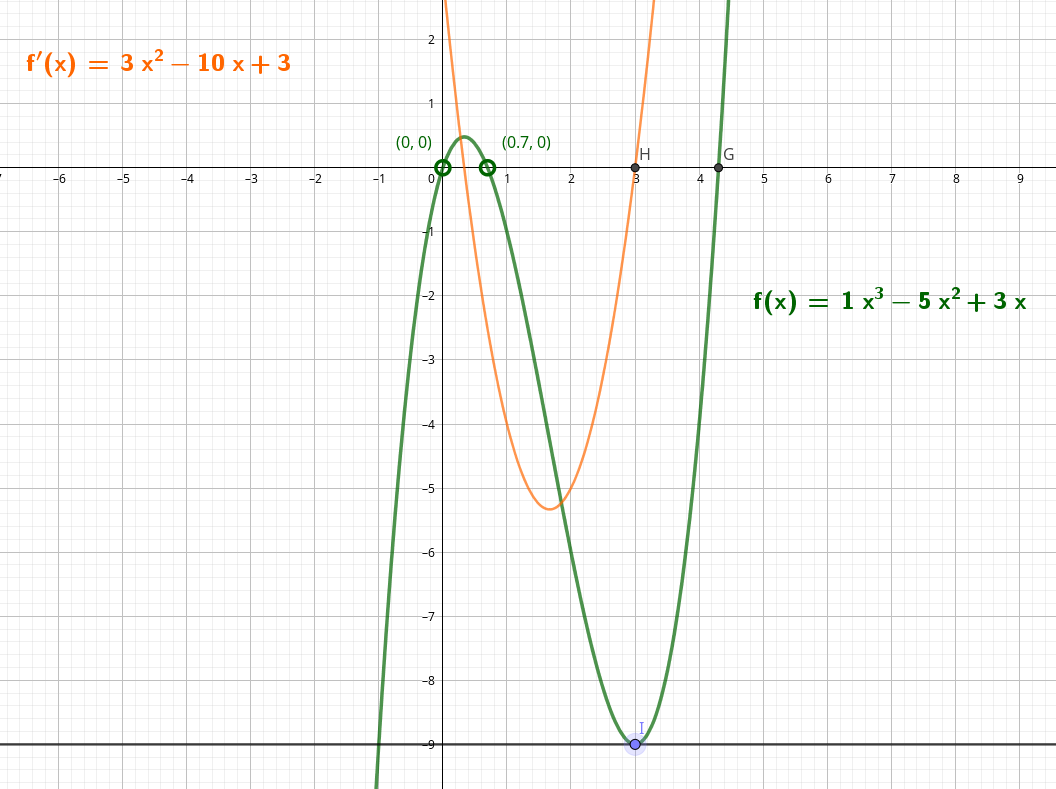 2
f′(x) = 3 x² − 10 x + 3
1
(0, 0) (0.7, 0)
H G
−6 −5 −4 −3 −2 −1 0 1 2 3 4 5 6 7 8 9
−1
−2
f(x) = 1 x³ − 5 x² + 3 x
−3
−4
−5
−6
−7
−8
I
−9